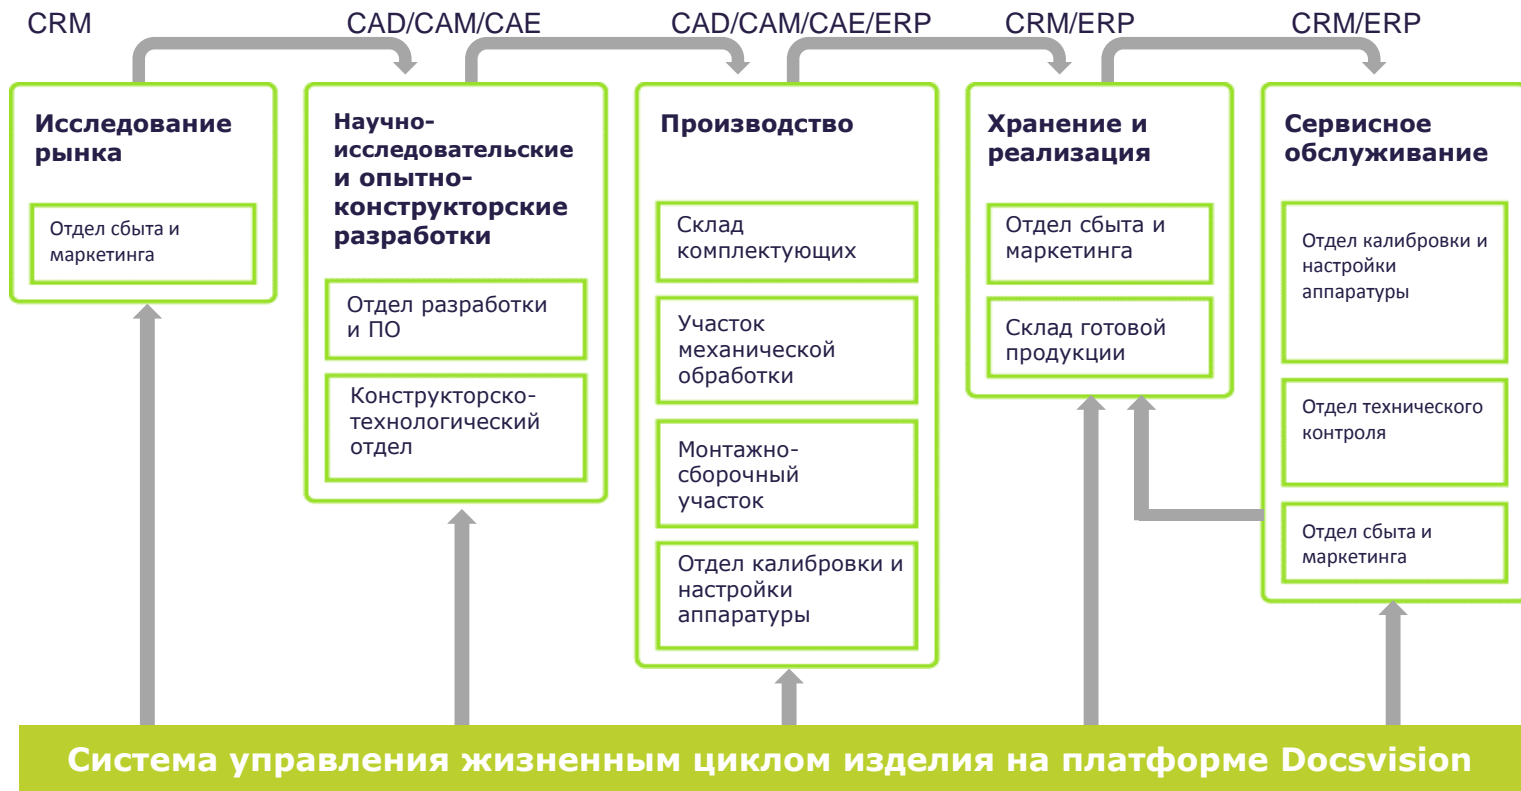 CRM
CAD/CAM/CAE
CAD/CAM/CAE/ERP
CRM/ERP
CRM/ERP
Исследование
рынка
Отдел сбыта и
маркетинга
Научно-
исследовательские
и опытно-
конструкторские
разработки
Отдел разработки
и ПО
Конструкторско-
технологический
отдел
Производство
Склад
комплектующих
Участок
механической
обработки
Монтажно-
сборочный
участок
Отдел калибровки и
настройки
аппаратуры
Хранение и
реализация
Отдел сбыта и
маркетинга
Склад готовой
продукции
Сервисное
обслуживание
Отдел калибровки и
настройки
аппаратуры
Отдел технического
контроля
Отдел сбыта и
маркетинга
Система управления жизненным циклом изделия на платформе Docsvision